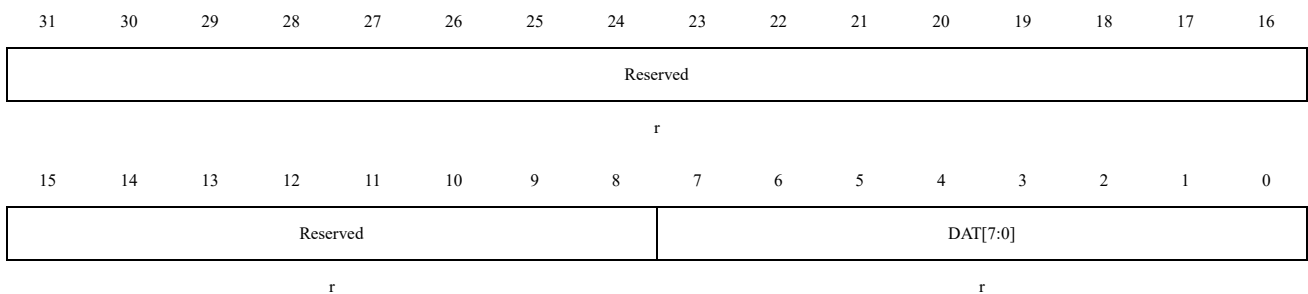 31 30 29 28 27 26 25 24 23 22 21 20 19 18 17 16
Reserved
r
15 14 13 12 11 10 9 8 7 6 5 4 3 2 1 0
Reserved DAT[7:0]
r r